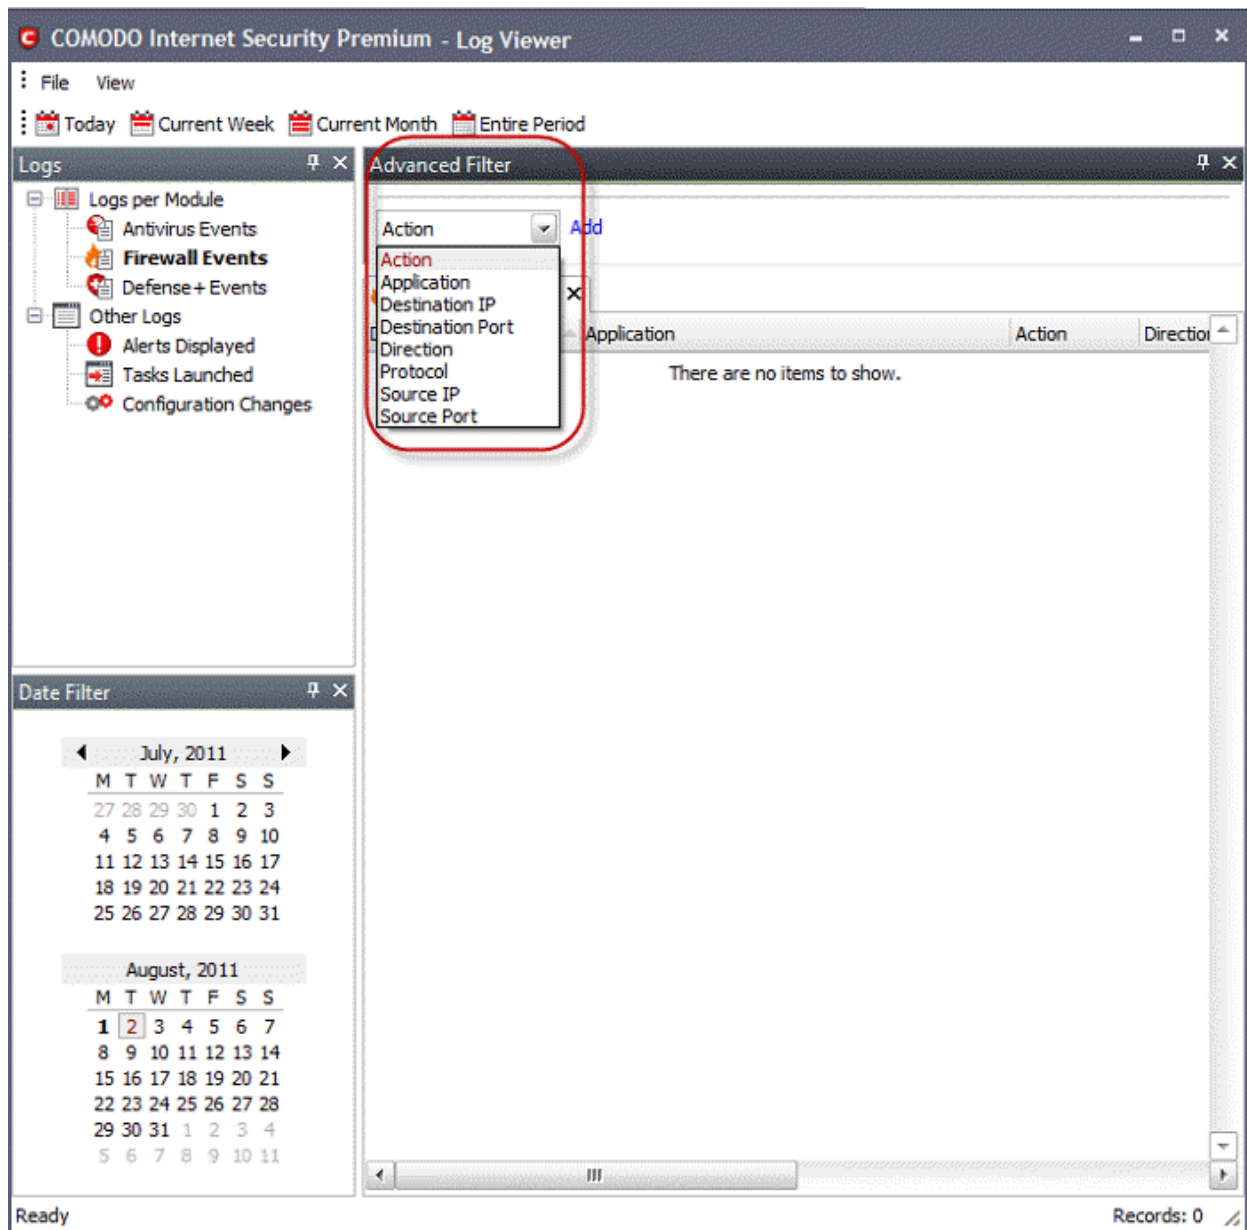 COMODO Internet Security Premium - Log Viewer
File View
Today Current Week Current Month Entire Period
Logs
Logs per Module
Antivirus Events
Firewall Events
Defense+ Events
Other Logs
Alerts Displayed
Tasks Launched
Configuration Changes
Advanced Filter
Action Add
Action
Application
Destination IP
Destination Port
Direction
Protocol
Source IP
Source Port
Application Action Direction
There are no items to show.
Date Filter
July, 2011
M T W T F S S
27 28 29 30 1 2 3
4 5 6 7 8 9 10
11 12 13 14 15 16 17
18 19 20 21 22 23 24
25 26 27 28 29 30 31
August, 2011
M T W T F S S
1 2 3 4 5 6 7
8 9 10 11 12 13 14
15 16 17 18 19 20 21
22 23 24 25 26 27 28
29 30 31 1 2 3 4
5 6 7 8 9 10 11
Ready Records: 0